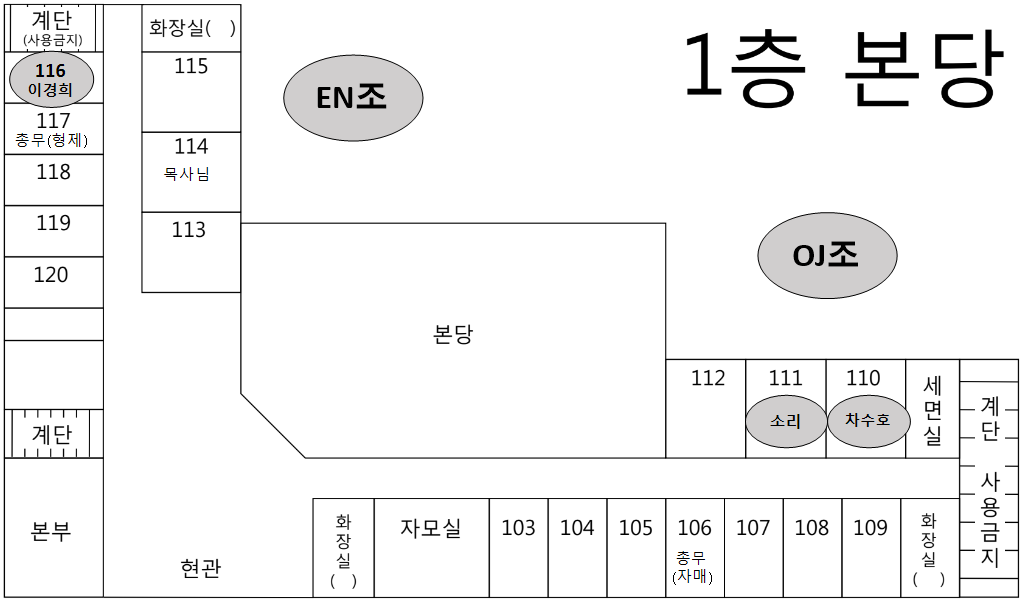 1층 본당
계단
(사용금지)
화장실( )
116
이경희
115
EN조
117
총무(형제)
114
목사님
118
119
113
OJ조
120
본당
112
111
소리
110
차수호
세
면
실
계
단
사
용
금
지
계단
본부
현관
화
장
실
( )
자모실
103
104
105
106
총무
(자매)
107
108
109
화
장
실
( )